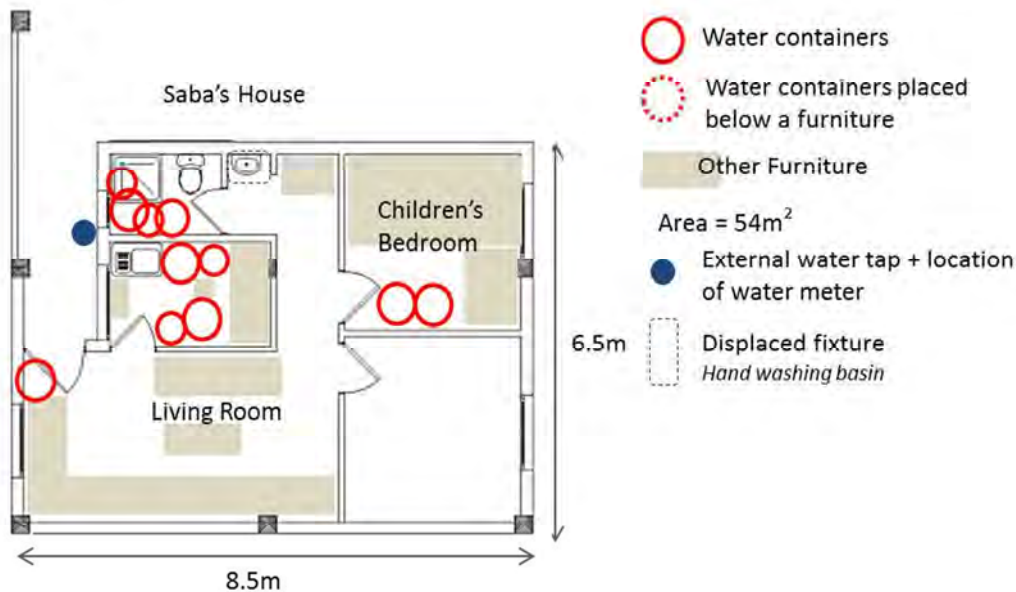 Saba's House
Children's
Bedroom
Living Room
6.5m
8.5m
Water containers
Water containers placed
below a furniture
Other Furniture
Area = 54m²
External water tap + location
of water meter
Displaced fixture
Hand washing basin